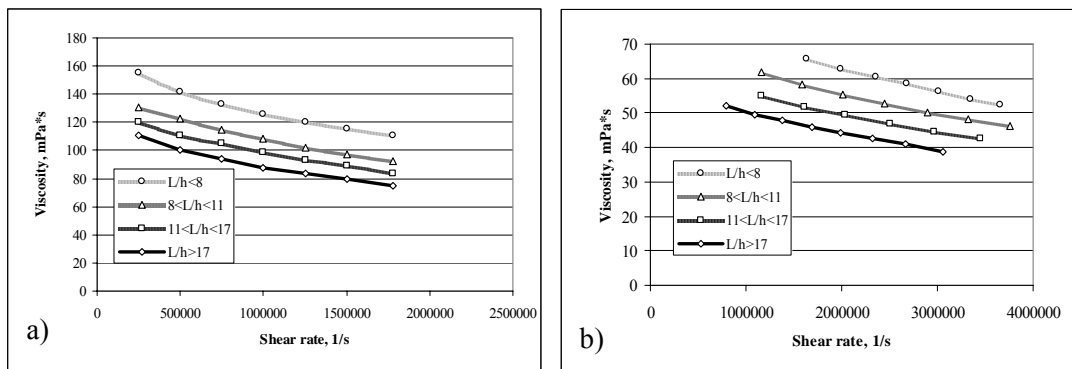 180
160
140
120
100
80
60
40
20
0
Viscosity, mPa*s
L/h<8
8<L/h<11
11<L/h<17
L/h>17
0
500000
1000000
1500000
2000000
2500000
Shear rate, 1/s
a)
70
60
50
40
30
20
10
0
Viscosity, mPa*s
L/h<8
8<L/h<11
11<L/h<17
L/h>17
0
1000000
2000000
3000000
4000000
Shear rate, 1/s
b)